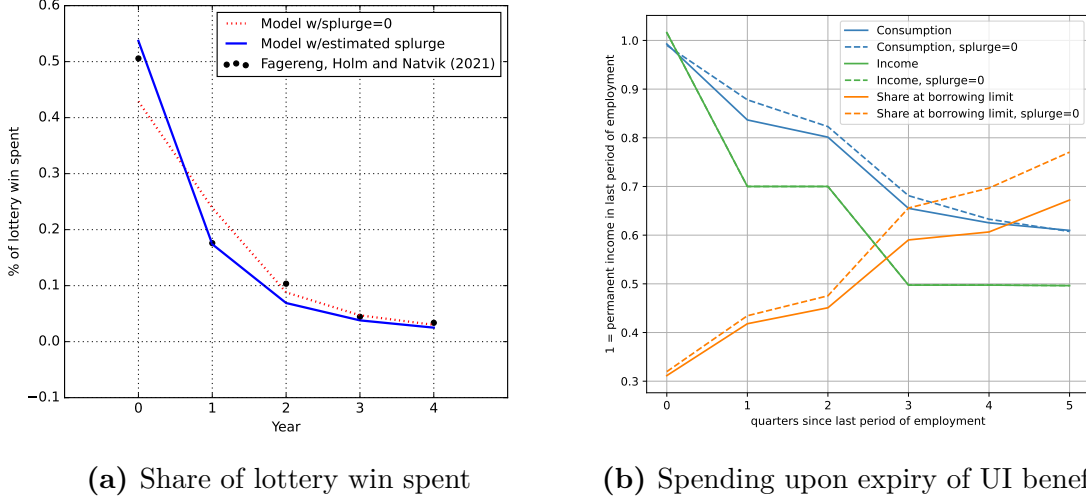 0.6
0.5
0.4
0.3
0.2
0.1
0.0
−0.1
% of lottery win spent
0
1
2
3
4
Year
Model w/splurge=0
Model w/estimated splurge
Fagereng, Holm and Natvik (2021)
(a) Share of lottery win spent
1.0
0.9
0.8
0.7
0.6
0.5
0.4
0.3
1 = permanent income in last period of employment
0
1
2
3
4
5
quarters since last period of employment
Consumption
Consumption, splurge=0
Income
Income, splurge=0
Share at borrowing limit
Share at borrowing limit, splurge=0
(b) Spending upon expiry of UI benef